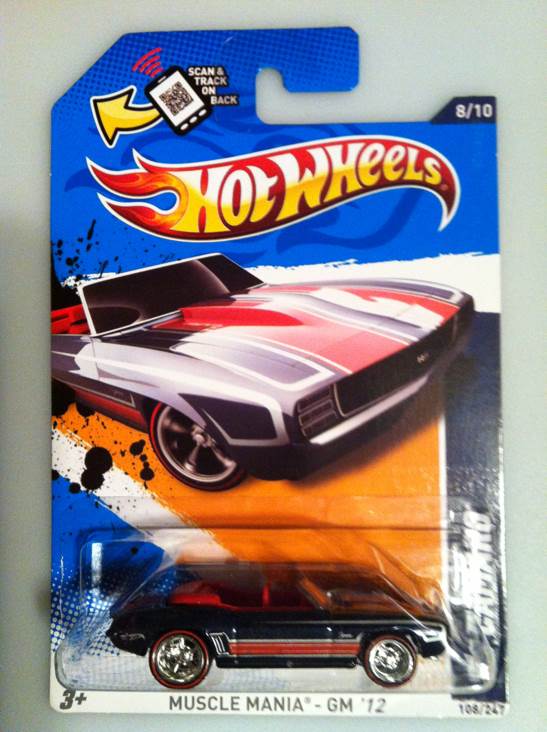 SCAN &
TRACK
ON
BACK
8/10
HOT WHEELS
3+
MUSCLE MANIA® - GM '12
108/247